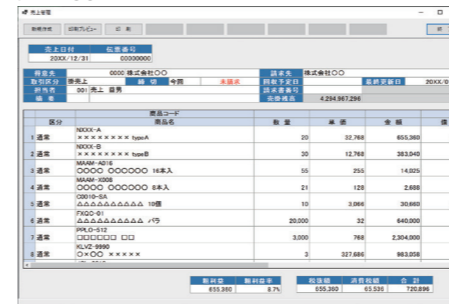 売上管理
新規作成 印刷プレビュー 印 刷
売上日付 伝票番号
20XX/12/31 00000000
得意先 0000 株式会社〇〇 請求先 株式会社〇〇
取引区分 掛売上 締 切 今回 未請求 回収予定日 最終更新日 20XX/0
担当者 001 売上 益男 請求書番号
備 考 売掛残高 4,294,967,296
商品コード
区分 商品名 数 量 単 価 金 額
NXXX-A
1 通常 ×××××××× typeA 20 32,768 655,360
NXXX-B
2 通常 ×××××××× typeB 30 12,768 383,040
MAAM-A016
3 通常 〇〇〇〇 〇〇〇〇〇〇 16本入 55 255 14,025
MAAM-X008
4 通常 〇〇〇〇 〇〇〇〇〇〇 8本入 21 128 2,688
C0010-SA
5 通常 △△△△△△△△△△ 10個 10 3,066 30,660
FXQO-01
6 通常 △△△△△△△△△△ バラ 20,000 32 640,000
PPLO-512
7 通常 □□□□□□ □□ 3,000 768 2,304,000
KLVZ-9990
8 通常 〇×〇〇 ××××× 3 327,686 983,058
粗利益 粗利益率 税抜額 消費税額 合 計
655,360 8.7% 655,360 65,536 720,896